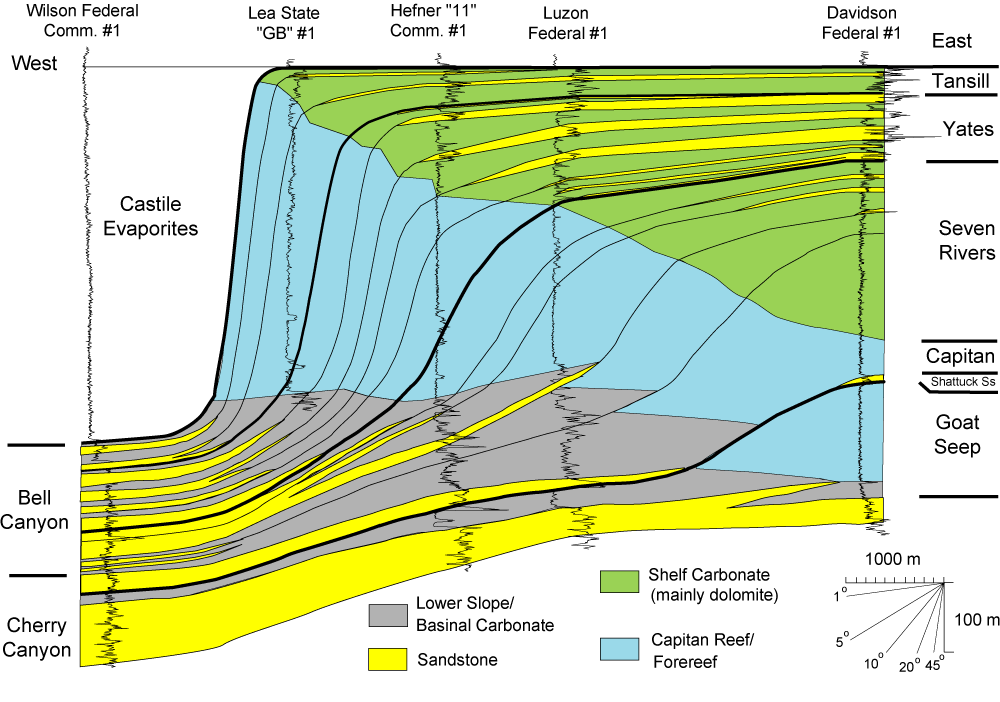 Wilson Federal
Comm. #1
Lea State
"GB" #1
Hefner "11"
Comm. #1
Luzon
Federal #1
Davidson
Federal #1
East
West
Tansill
Yates
Castile
Evaporites
Seven
Rivers
Capitan
Shattuck Ss
Goat
Seep
Bell
Canyon
Cherry
Canyon
Lower Slope/
Basinal Carbonate
Sandstone
Shelf Carbonate
(mainly dolomite)
Capitan Reef/
Forereef
1000 m
100 m
1°
5°
10°
20°
45°